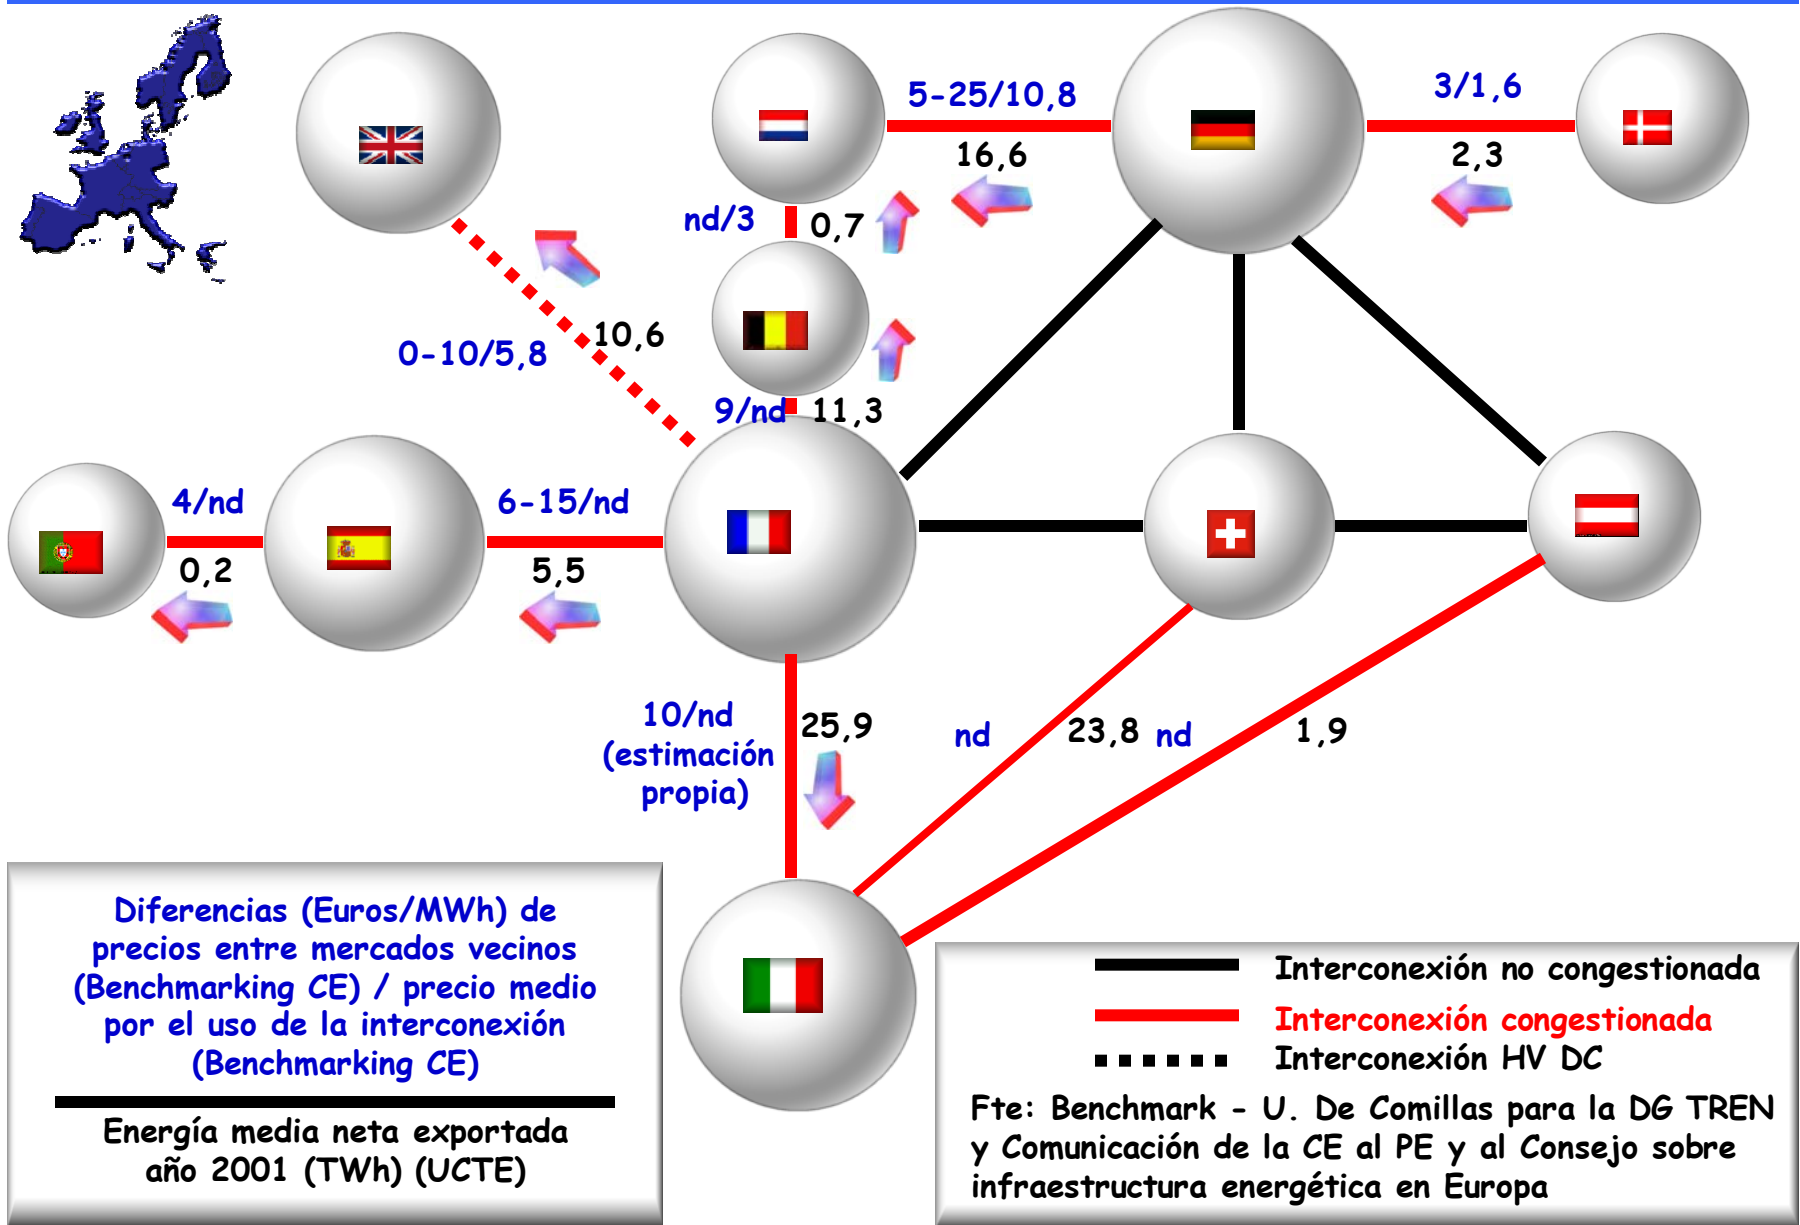 5-25/10,8
3/1,6
16,6
2,3
nd/3
0,7
10,6
0-10/5,8
9/nd
11,3
4/nd
6-15/nd
0,2
5,5
10/nd
(estimación
propia)
25,9
nd
23,8
nd
1,9
Diferencias (Euros/MWh) de
precios entre mercados vecinos
(Benchmarking CE) / precio medio
por el uso de la interconexión
(Benchmarking CE)
Energía media neta exportada
año 2001 (TWh) (UCTE)
Interconexión no congestionada
Interconexión congestionada
Interconexión HV DC
Fte: Benchmark - U. De Comillas para la DG TREN
y Comunicación de la CE al PE y al Consejo sobre
infraestructura energética en Europa